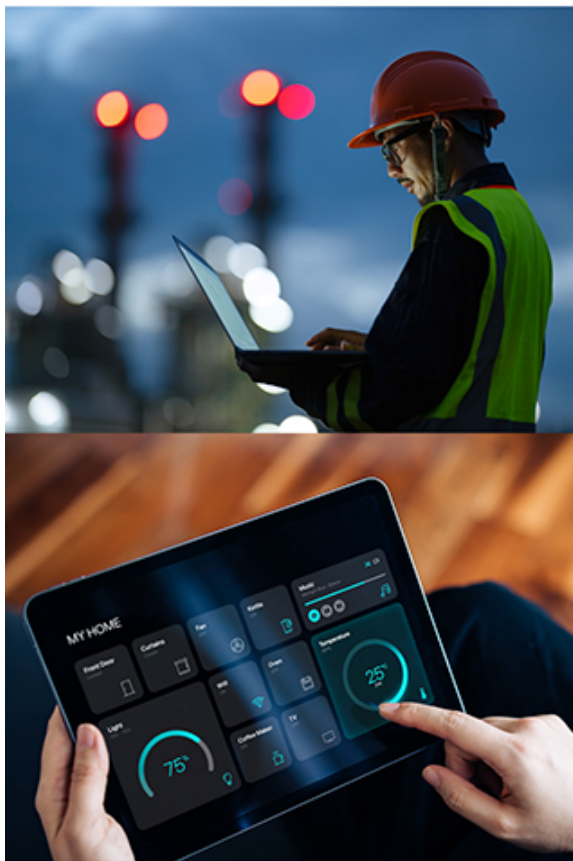 MY HOME
Front Door
Curtains
Fan
Kettle
Music
Light
75%
Wifi
Oven
Temperature
25°C
Coffee Maker
TV